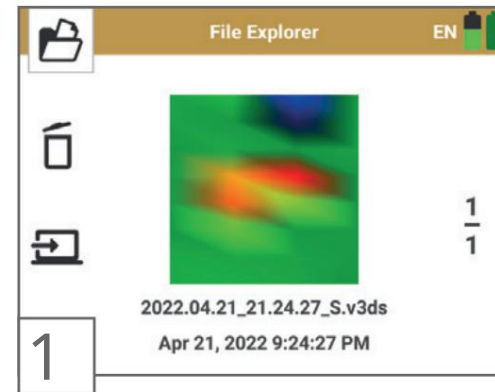 File Explorer EN
1
1
2022.04.21_21.24.27_S.v3ds
Apr 21, 2022 9:24:27 PM
1